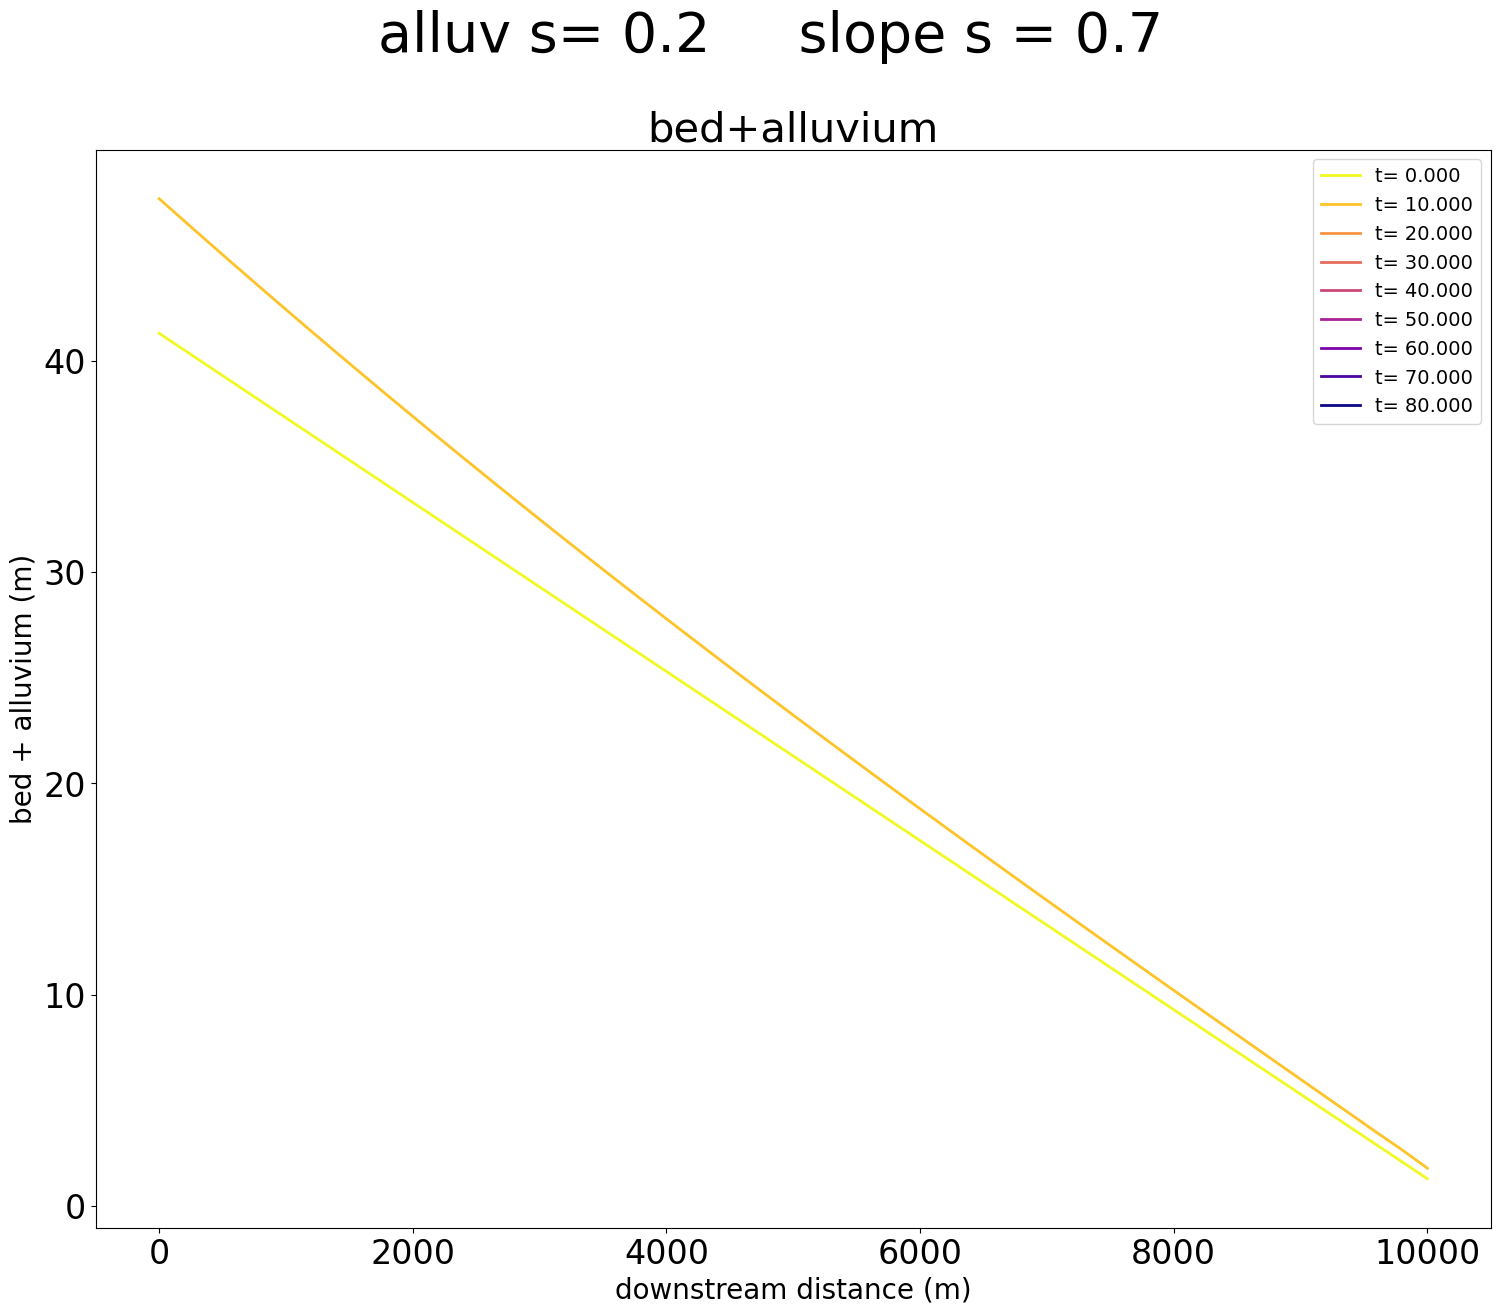 alluv s= 0.2     slope s = 0.7
bed+alluvium
t= 0.000
t= 10.000
t= 20.000
t= 30.000
t= 40.000
t= 50.000
t= 60.000
t= 70.000
t= 80.000
bed + alluvium (m)
40
30
20
10
0
0 2000 4000 6000 8000 10000
downstream distance (m)